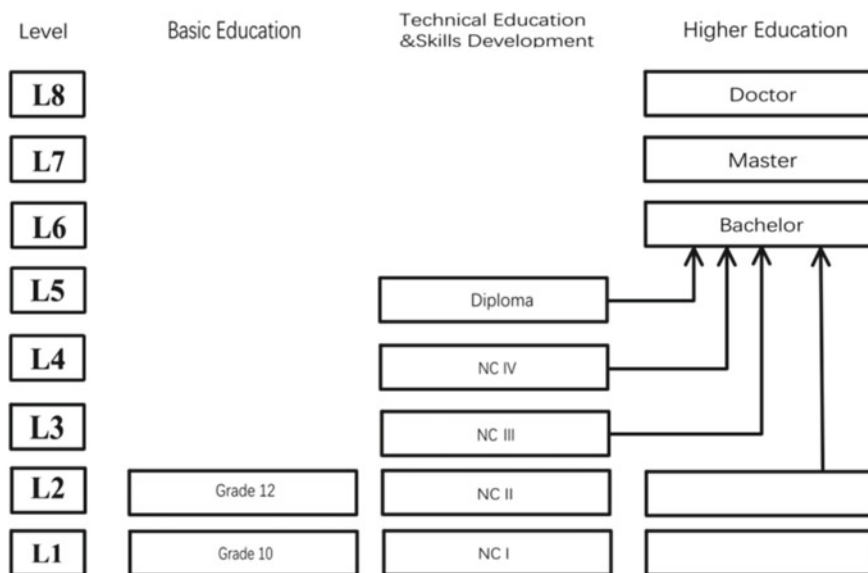 Level
Basic Education
Technical Education
&Skills Development
Higher Education
L8
Doctor
L7
Master
L6
Bachelor
L5
Diploma
L4
NC IV
L3
NC III
L2
Grade 12
NC II
L1
Grade 10
NC I